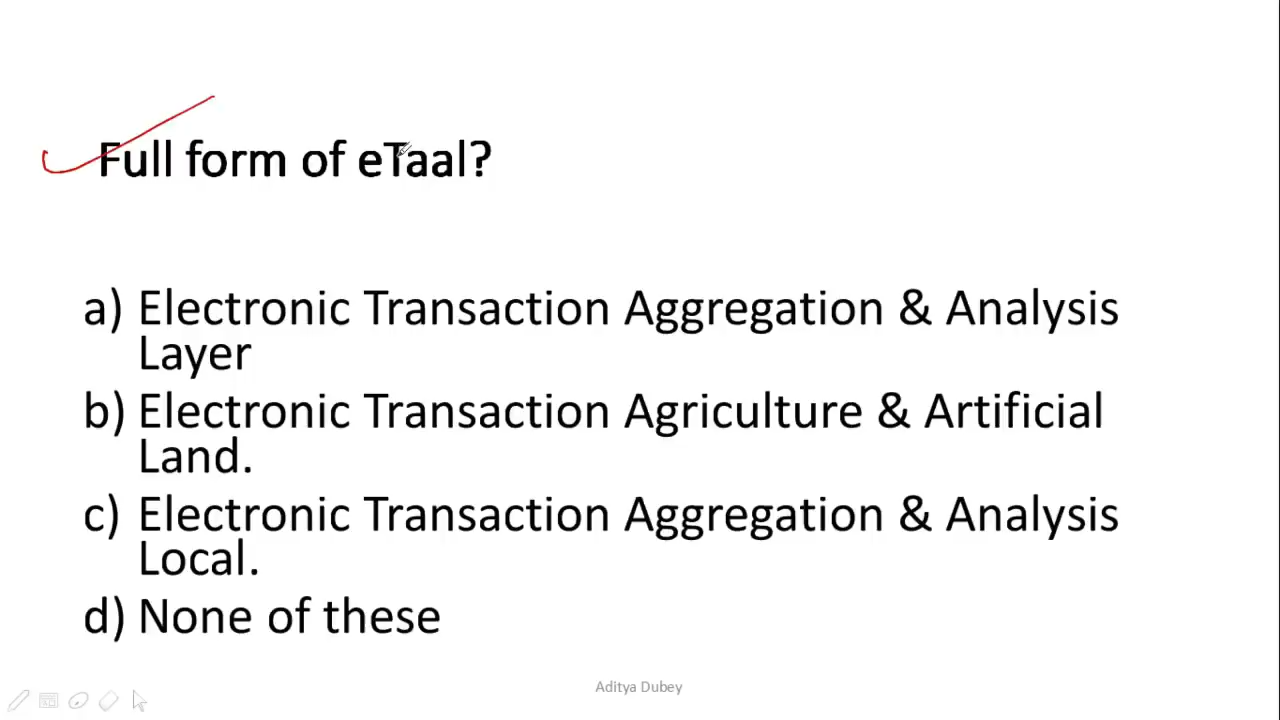 Full form of eTaal?
a) Electronic Transaction Aggregation & Analysis
Layer
b) Electronic Transaction Agriculture & Artificial
Land.
c) Electronic Transaction Aggregation & Analysis
Local.
d) None of these
Aditya Dubey